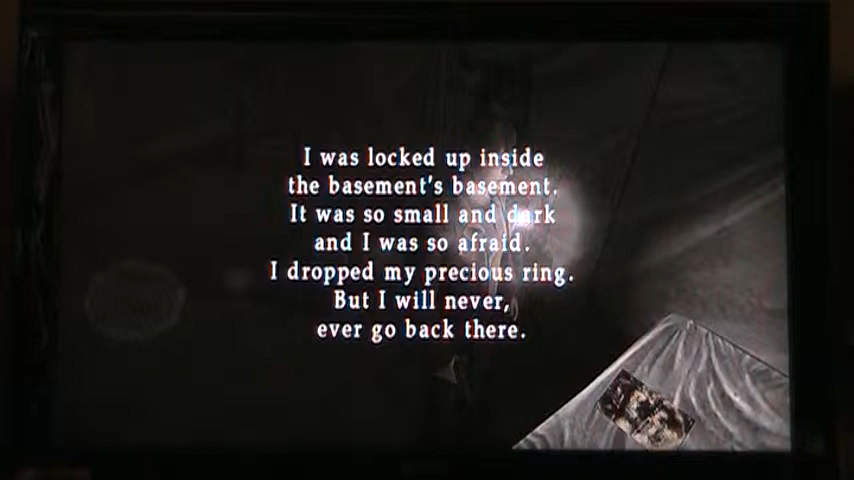 I was locked up inside
the basement's basement.
It was so small and dark
and I was so afraid.
I dropped my precious ring.
But I will never,
ever go back there.